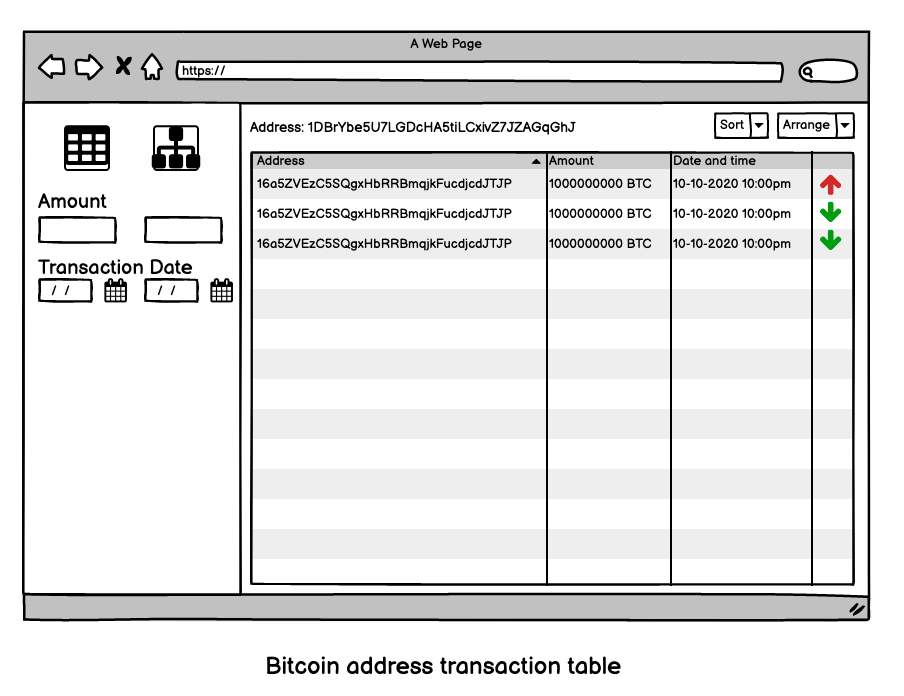 A Web Page
https://
Address: 1DBrYbe5U7LGDcHA5tiLCxivZ7JZAGqGhJ
Sort
Arrange
Amount
Transaction Date
/ /
/ /
Address Amount Date and time
16a5ZVEzC5SQgxHbRRBmqjkFucdjcdJTJP 1000000000 BTC 10-10-2020 10:00pm
16a5ZVEzC5SQgxHbRRBmqjkFucdjcdJTJP 1000000000 BTC 10-10-2020 10:00pm
16a5ZVEzC5SQgxHbRRBmqjkFucdjcdJTJP 1000000000 BTC 10-10-2020 10:00pm
Bitcoin address transaction table